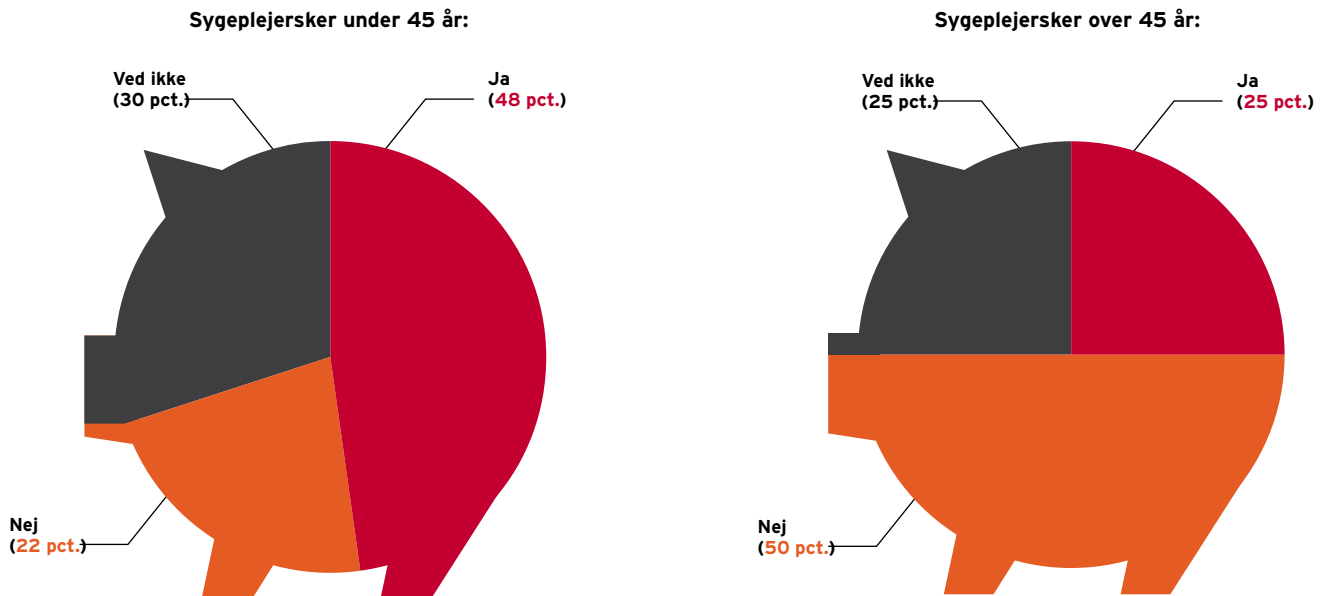 Sygeplejersker under 45 år:
Ved ikke
(30 pct.)
Ja
(48 pct.)
Nej
(22 pct.)
Sygeplejersker over 45 år:
Ved ikke
(25 pct.)
Ja
(25 pct.)
Nej
(50 pct.)